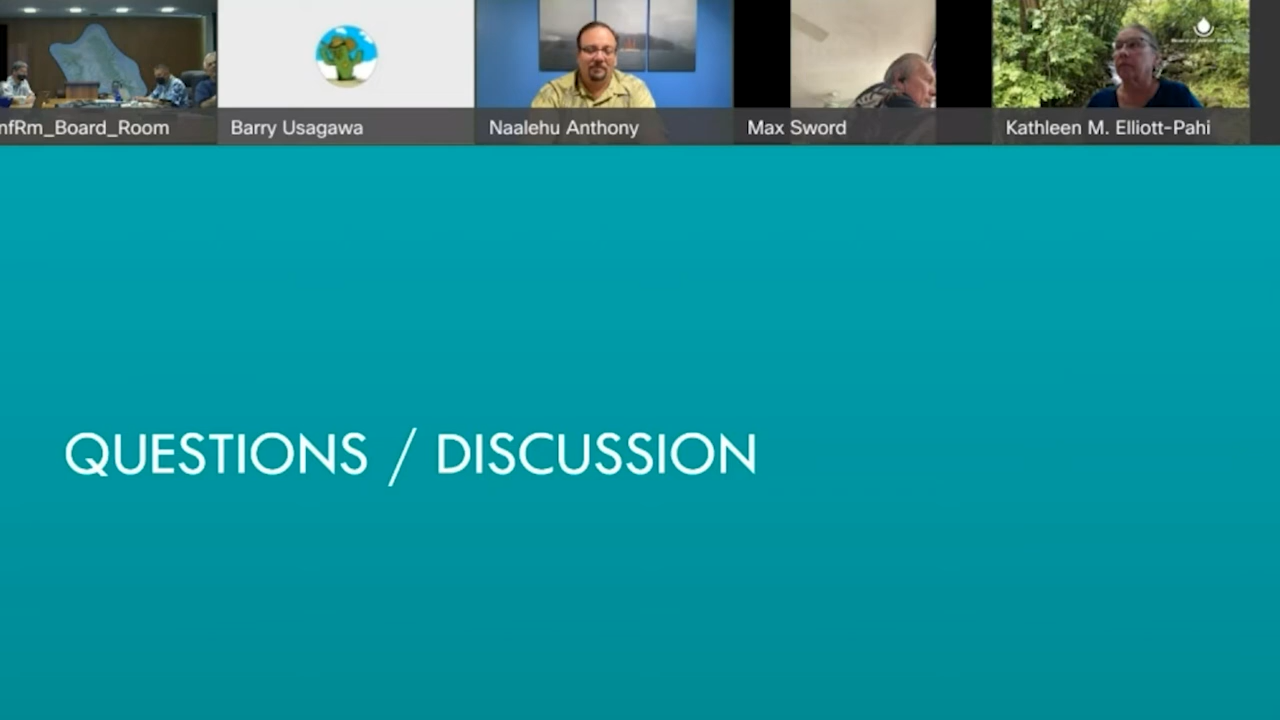 nfRm_Board_Room
Barry Usagawa
Naalehu Anthony
Max Sword
Kathleen M. Elliott-Pahi
QUESTIONS / DISCUSSION